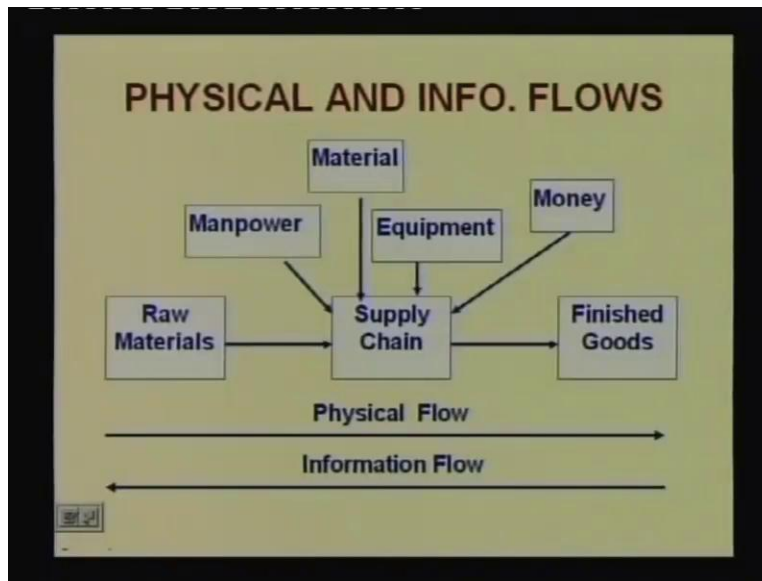 PHYSICAL AND INFO. FLOWS
Material
Manpower
Equipment
Money
Raw
Materials
Supply
Chain
Finished
Goods
Physical Flow
Information Flow